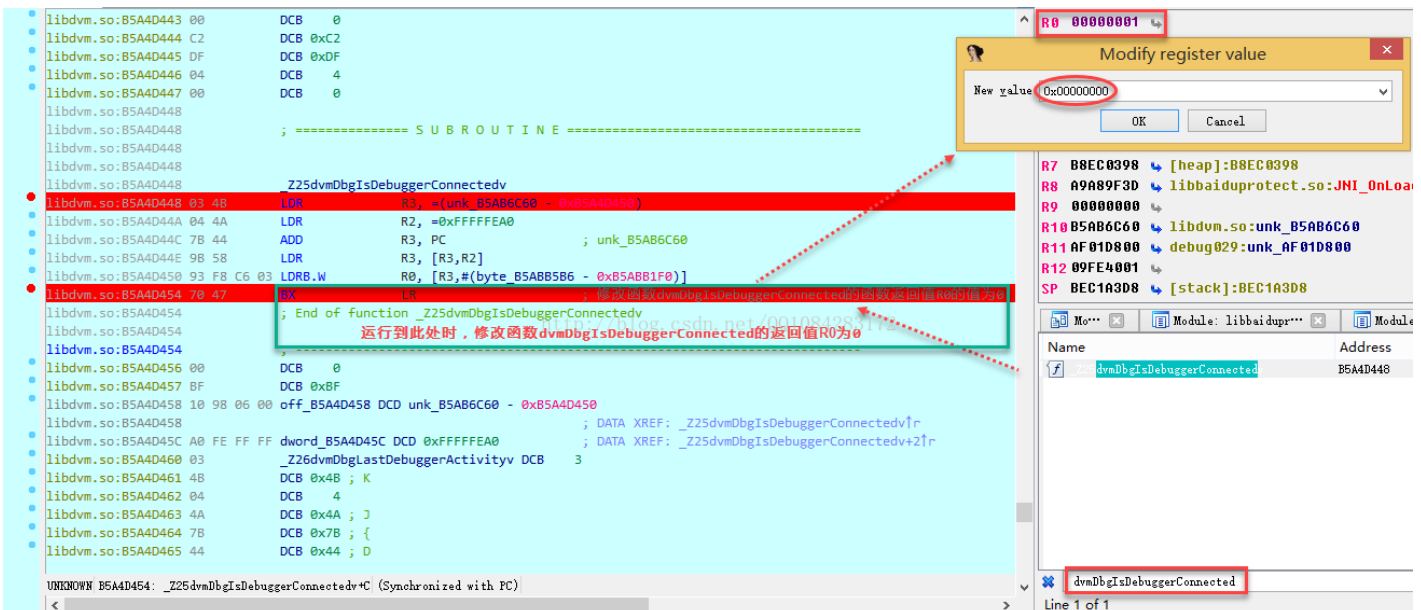 libdvm.so:B5A4D443 00 DCB 0
libdvm.so:B5A4D444 C2 DCB 0xC2
libdvm.so:B5A4D445 DF DCB 0xDF
libdvm.so:B5A4D446 04 DCB 4
libdvm.so:B5A4D447 00 DCB 0
libdvm.so:B5A4D448
libdvm.so:B5A4D448 ; =============== S U B R O U T I N E =======================================
libdvm.so:B5A4D448
libdvm.so:B5A4D448
libdvm.so:B5A4D448 _Z25dvmDbgIsDebuggerConnectedv
libdvm.so:B5A4D448 03 4B LDR R3, =(unk_B5AB6C60 - 0xB5A4D450)
libdvm.so:B5A4D44A 04 4A LDR R2, =0xFFFFFEA0
libdvm.so:B5A4D44C 7B 44 ADD R3, PC ; unk_B5AB6C60
libdvm.so:B5A4D44E 9B 58 LDR R3, [R3,R2]
libdvm.so:B5A4D450 93 F8 C6 03 LDRB.W R0, [R3,#(byte_B5ABB5B6 - 0xB5ABB1F0)]
libdvm.so:B5A4D454 70 47 BX LR ; 修改函数dvmDbgIsDebuggerConnected的函数返回值R0的值为0
libdvm.so:B5A4D454 ; End of function _Z25dvmDbgIsDebuggerConnectedv
libdvm.so:B5A4D454 运行到此处时，修改函数dvmDbgIsDebuggerConnected的返回值R0为0
libdvm.so:B5A4D454 ; ---------------------------------------------------------------------------
libdvm.so:B5A4D456 00 DCB 0
libdvm.so:B5A4D457 BF DCB 0xBF
libdvm.so:B5A4D458 10 98 06 00 off_B5A4D458 DCD unk_B5AB6C60 - 0xB5A4D450
libdvm.so:B5A4D458 ; DATA XREF: _Z25dvmDbgIsDebuggerConnectedv↑r
libdvm.so:B5A4D45C A0 FE FF FF dword_B5A4D45C DCD 0xFFFFFEA0 ; DATA XREF: _Z25dvmDbgIsDebuggerConnectedv+2↑r
libdvm.so:B5A4D460 03 _Z26dvmDbgLastDebuggerActivityv DCB 3
libdvm.so:B5A4D461 4B DCB 0x4B ; K
libdvm.so:B5A4D462 04 DCB 4
libdvm.so:B5A4D463 4A DCB 0x4A ; J
libdvm.so:B5A4D464 7B DCB 0x7B ; {
libdvm.so:B5A4D465 44 DCB 0x44 ; D
UNKNOWN B5A4D454: _Z25dvmDbgIsDebuggerConnectedv+C (Synchronized with PC)
R0 00000001
Modify register value
New value 0x00000000
OK Cancel
R7 B8EC0398 [heap]:B8EC0398
R8 A9A89F3D libbaiduprotect.so:JNI_OnLoa
R9 00000000
R10 B5AB6C60 libdvm.so:unk_B5AB6C60
R11 AF01D800 debug029:unk_AF01D800
R12 09FE4001
SP BEC1A3D8 [stack]:BEC1A3D8
Mo··· Module: libbaidupr··· Module
Name Address
f _Z25dvmDbgIsDebuggerConnected B5A4D448
dvmDbgIsDebuggerConnected
Line 1 of 1